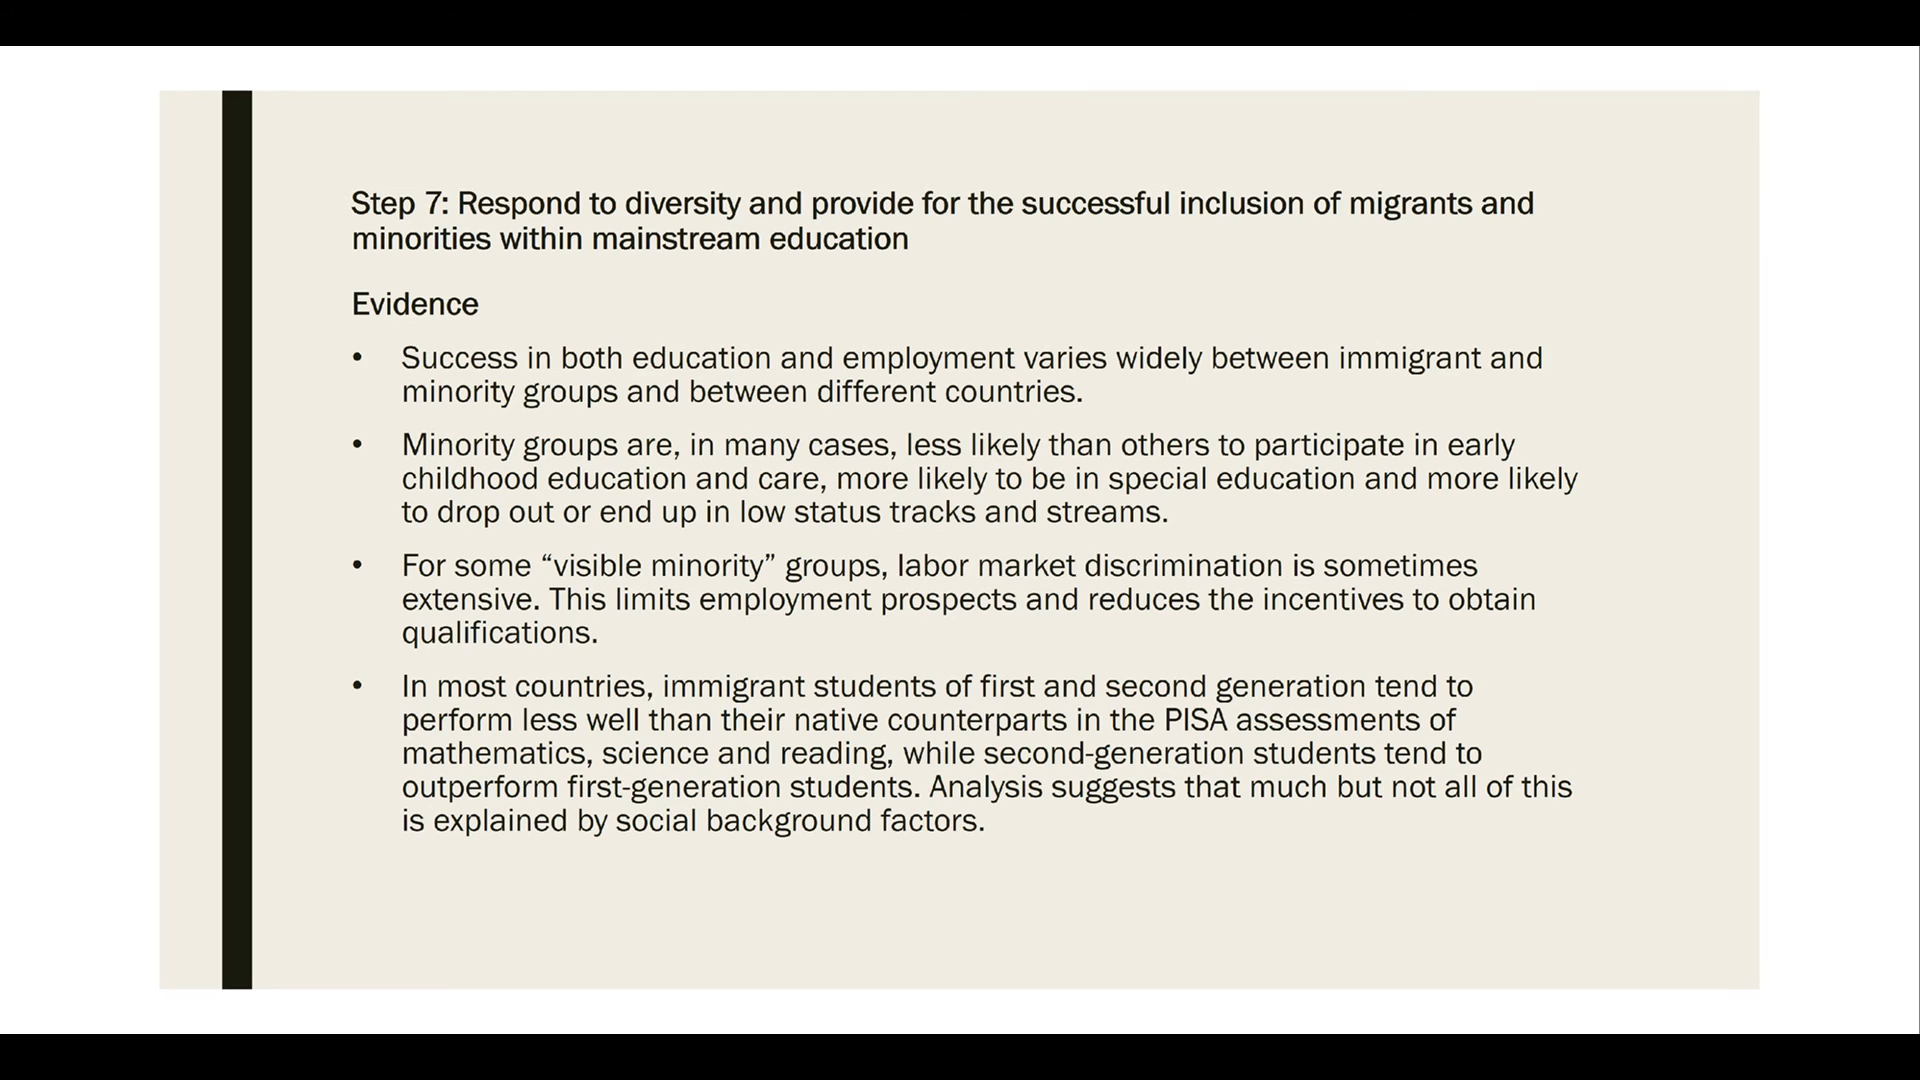 Step 7: Respond to diversity and provide for the successful inclusion of migrants and
minorities within mainstream education
Evidence
• Success in both education and employment varies widely between immigrant and
minority groups and between different countries.
• Minority groups are, in many cases, less likely than others to participate in early
childhood education and care, more likely to be in special education and more likely
to drop out or end up in low status tracks and streams.
• For some “visible minority” groups, labor market discrimination is sometimes
extensive. This limits employment prospects and reduces the incentives to obtain
qualifications.
• In most countries, immigrant students of first and second generation tend to
perform less well than their native counterparts in the PISA assessments of
mathematics, science and reading, while second-generation students tend to
outperform first-generation students. Analysis suggests that much but not all of this
is explained by social background factors.